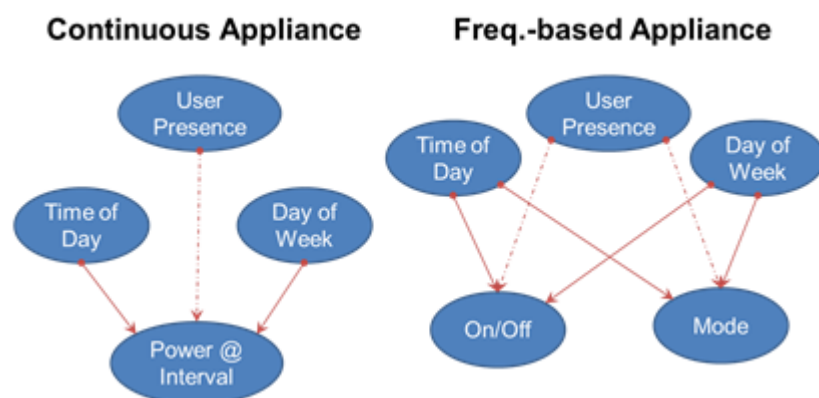 Continuous Appliance
User
Presence
Time of
Day
Day of
Week
Power @
Interval
Freq.-based Appliance
User
Presence
Time of
Day
Day of
Week
On/Off
Mode